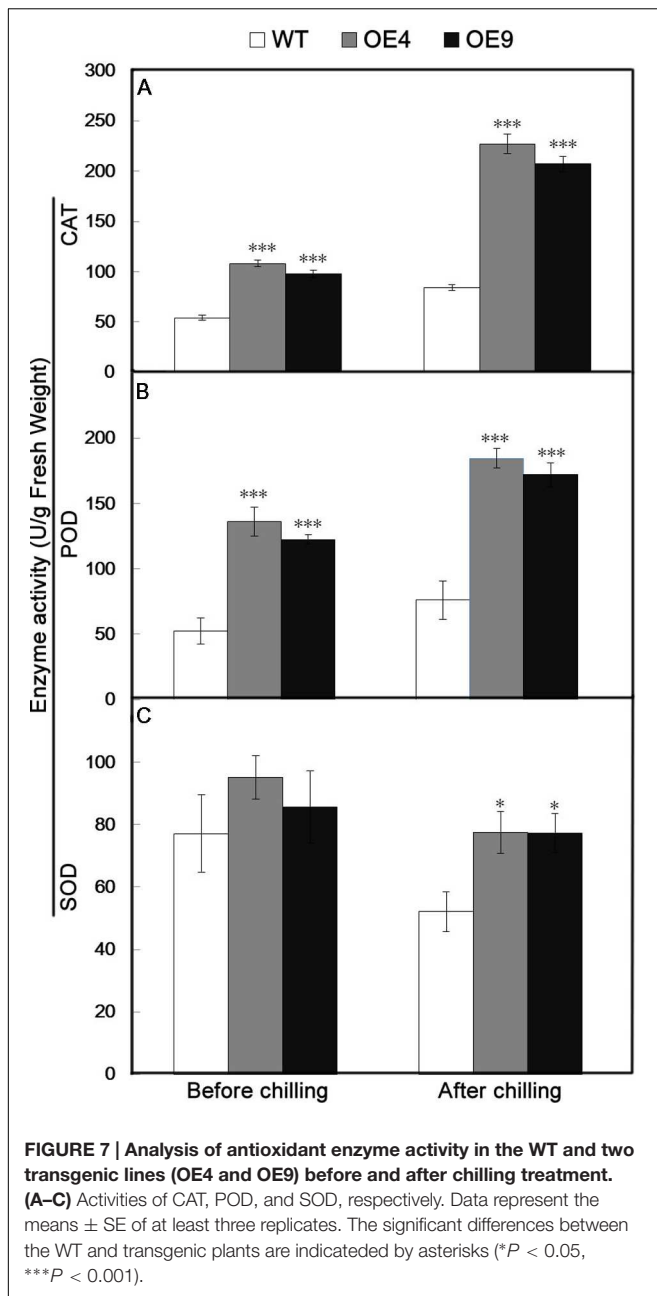 WT OE4 OE9
A
300
250
200
150
100
50
0
*** *** *** ***
CAT
B
200
150
100
50
0
*** *** *** ***
POD
C
100
80
60
40
20
0
* *
SOD
Enzyme activity (U/g Fresh Weight)
Before chilling After chilling
FIGURE 7 | Analysis of antioxidant enzyme activity in the WT and two
transgenic lines (OE4 and OE9) before and after chilling treatment.
(A–C) Activities of CAT, POD, and SOD, respectively. Data represent the
means ± SE of at least three replicates. The significant differences between
the WT and transgenic plants are indicateded by asterisks (*P < 0.05,
***P < 0.001).